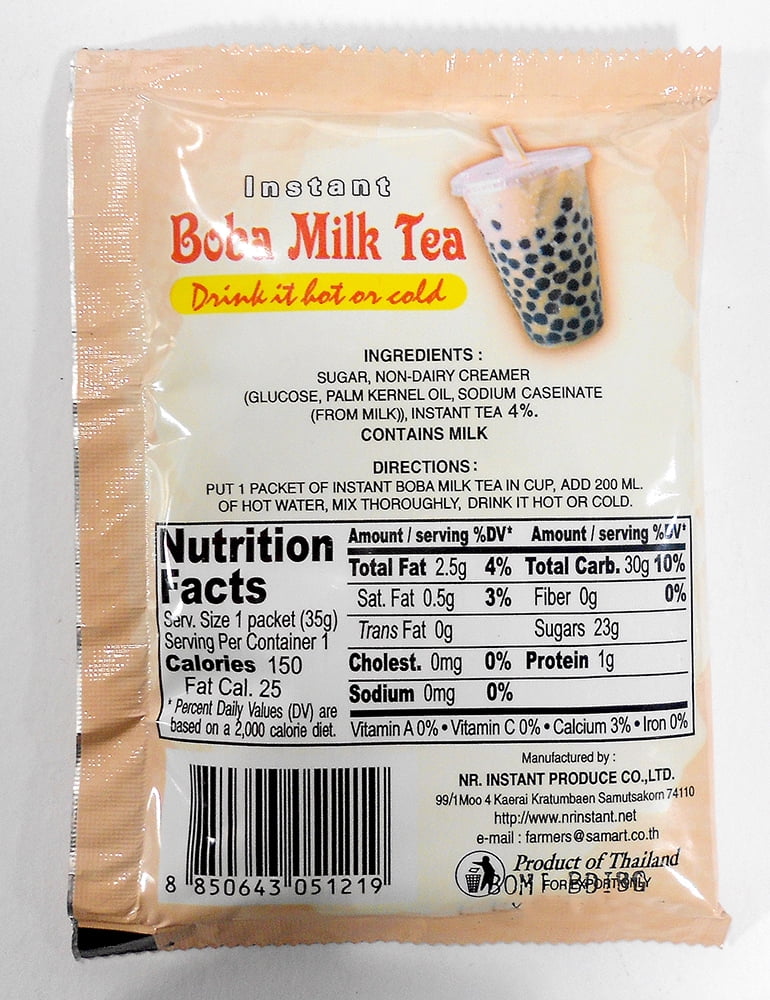 Instant
Boba Milk Tea
Drink it hot or cold
INGREDIENTS :
SUGAR, NON-DAIRY CREAMER
(GLUCOSE, PALM KERNEL OIL, SODIUM CASEINATE
(FROM MILK)), INSTANT TEA 4%.
CONTAINS MILK
DIRECTIONS :
PUT 1 PACKET OF INSTANT BOBA MILK TEA IN CUP, ADD 200 ML.
OF HOT WATER, MIX THOROUGHLY, DRINK IT HOT OR COLD.
Nutrition
Facts
Serv. Size 1 packet (35g)
Serving Per Container 1
Calories 150
Fat Cal. 25
* Percent Daily Values (DV) are
based on a 2,000 calorie diet.
Amount / serving %DV* Amount / serving %DV*
Total Fat 2.5g 4% Total Carb. 30g 10%
Sat. Fat 0.5g 3% Fiber 0g 0%
Trans Fat 0g Sugars 23g
Cholest. 0mg 0% Protein 1g
Sodium 0mg 0%
Vitamin A 0% • Vitamin C 0% • Calcium 3% • Iron 0%
8 850643 051219
Manufactured by :
NR. INSTANT PRODUCE CO.,LTD.
99/1 Moo 4 Kaerai Kratumbaen Samutsakorn 74110
http://www.nrinstant.net
e-mail : farmers@samart.co.th
Product of Thailand
FOR EXPORT ONLY